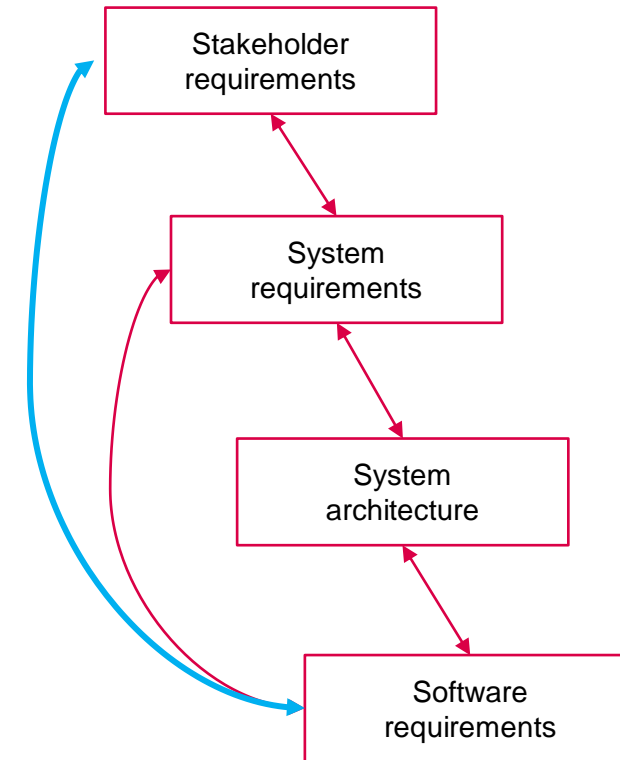 Stakeholder
requirements
System
requirements
System
architecture
Software
requirements